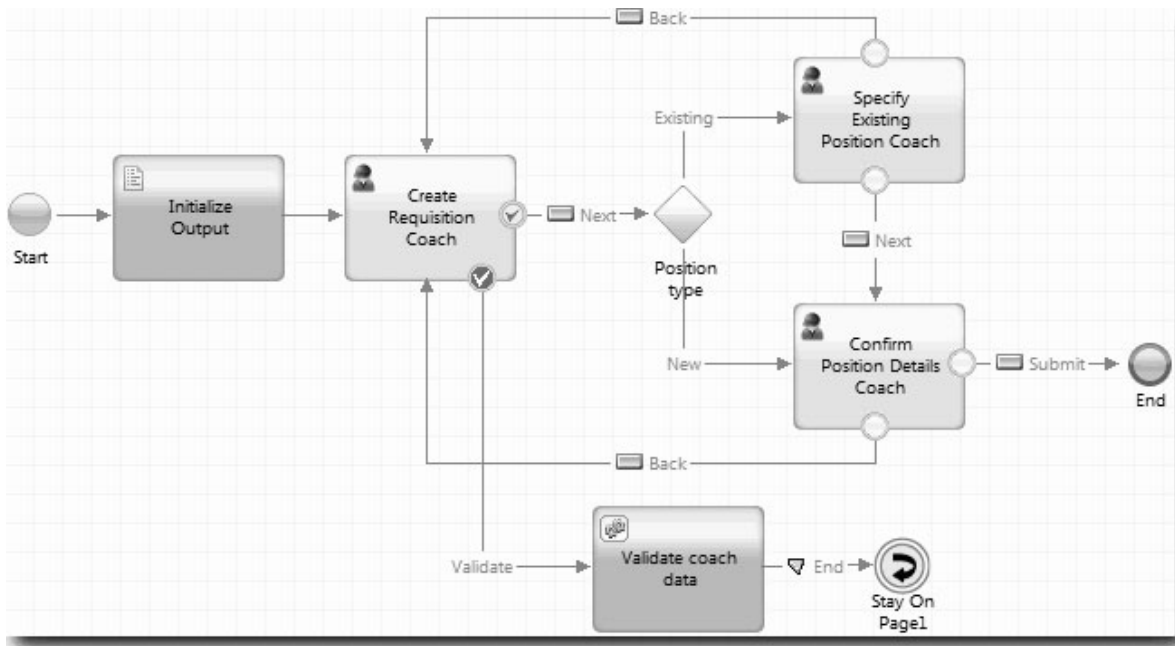 Back
Specify
Existing
Position Coach
Existing
Initialize
Output
Create
Requisition
Coach
Next
Start
Position
type
Next
Confirm
Position Details
Coach
New
Submit
End
Back
Validate
Validate coach
data
End
Stay On
Page1